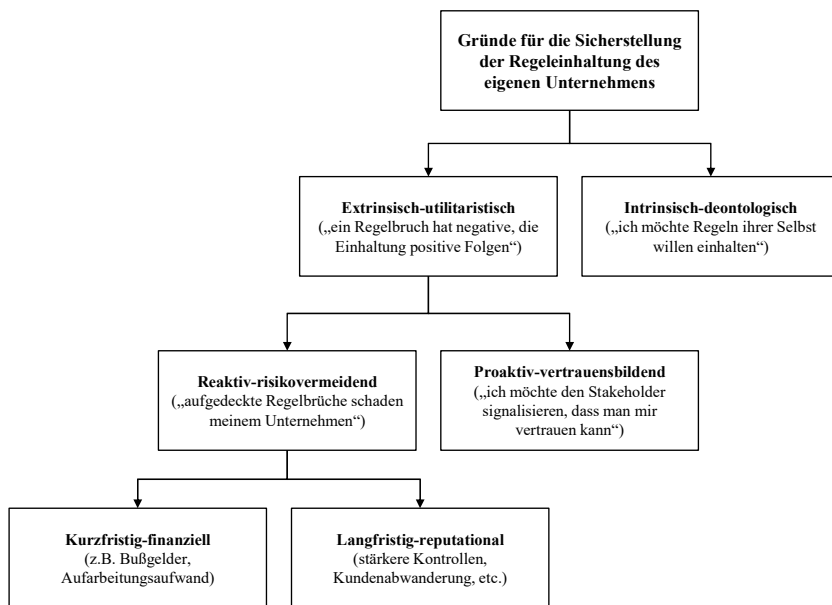 Gründe für die Sicherstellung
der Regeleinhaltung des
eigenen Unternehmens
Extrinsisch-utilitaristisch
(„ein Regelbruch hat negative, die
Einhaltung positive Folgen“)
Intrinsisch-deontologisch
(„ich möchte Regeln ihrer Selbst
willen einhalten“)
Reaktiv-risikovermeidend
(„aufgedeckte Regelbrüche schaden
meinem Unternehmen“)
Proaktiv-vertrauensbildend
(„ich möchte den Stakeholder
signalisieren, dass man mir
vertrauen kann“)
Kurzfristig-finanziell
(z.B. Bußgelder,
Aufarbeitungsaufwand)
Langfristig-reputational
(stärkere Kontrollen,
Kundenabwanderung, etc.)